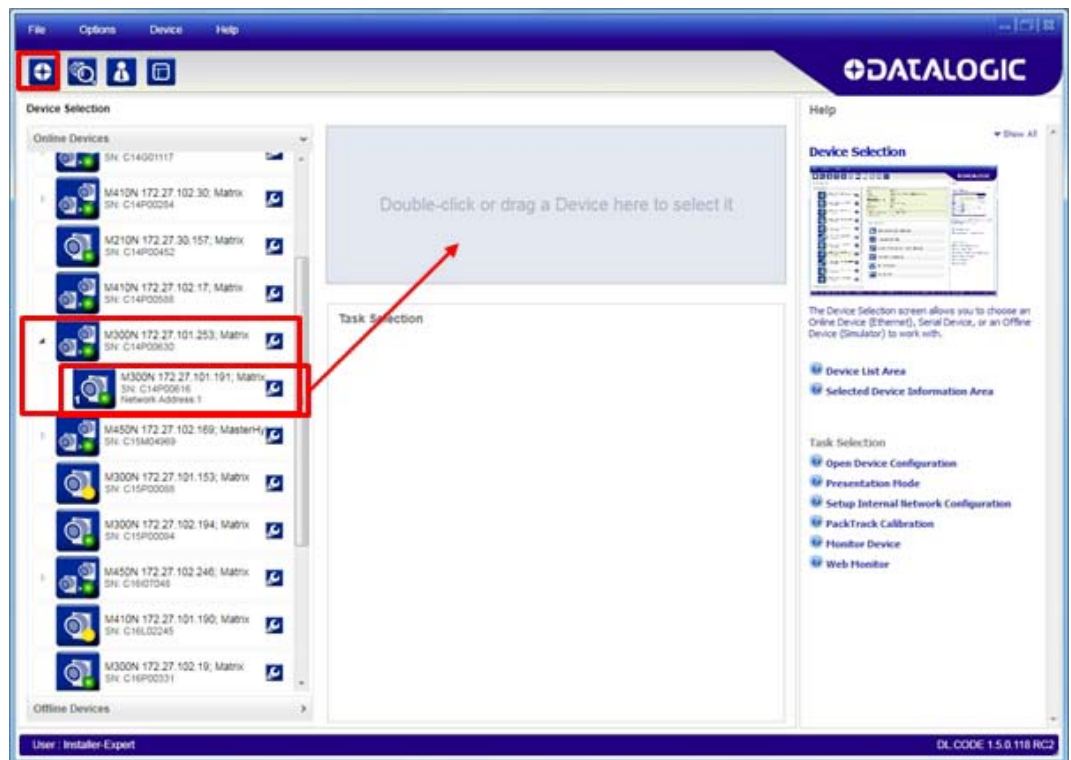 File Options Device Help
DATALOGIC
Device Selection
Online Devices
SN: C14G01117
M410N 172.27.102.30; Matrix
SN: C14P00284
M210N 172.27.30.157; Matrix
SN: C14P00452
M410N 172.27.102.17; Matrix
SN: C14P00588
M300N 172.27.101.253; Matrix
SN: C14P00630
M300N 172.27.101.191; Matrix
SN: C14P00616
Network Address:1
1
M450N 172.27.102.169; MasterHy
SN: C15M04969
M300N 172.27.101.153; Matrix
SN: C15P00088
M300N 172.27.102.194; Matrix
SN: C15P00094
M450N 172.27.102.246; Matrix
SN: C16I07048
M410N 172.27.101.190; Matrix
SN: C16L02245
M300N 172.27.102.19; Matrix
SN: C16P00331
Offline Devices
Double-click or drag a Device here to select it
Task Selection
Help
Show All
Device Selection
The Device Selection screen allows you to choose an
Online Device (Ethernet), Serial Device, or an Offline
Device (Simulator) to work with.
Device List Area
Selected Device Information Area
Task Selection
Open Device Configuration
Presentation Mode
Setup Internal Network Configuration
PackTrack Calibration
Monitor Device
Web Monitor
User : Installer-Expert
DL.CODE 1.5.0.118 RC2